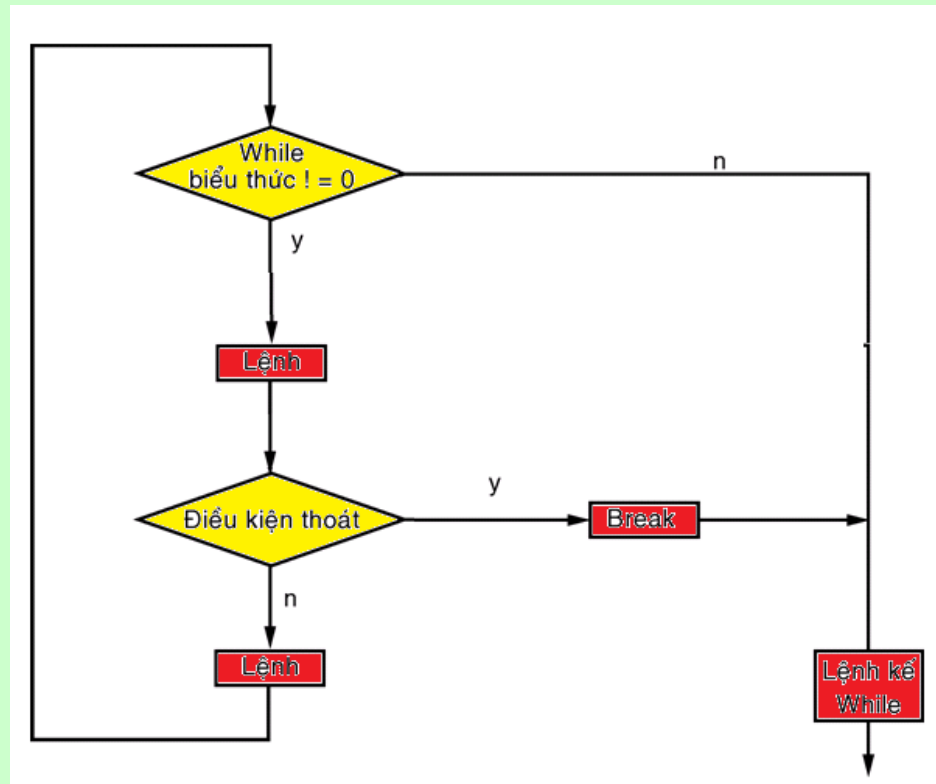 While
biểu thức ! = 0
n
y
Lệnh
Điều kiện thoát
y
Break
n
Lệnh
Lệnh kế
While